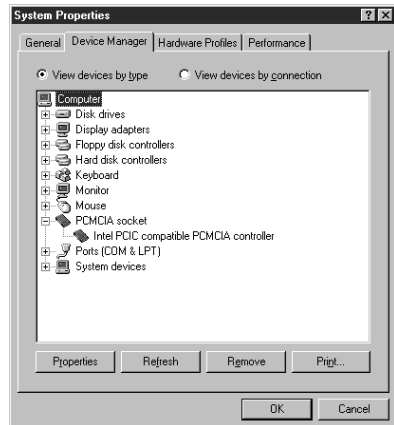 System Properties
General Device Manager Hardware Profiles Performance
View devices by type View devices by connection
Computer
Disk drives
Display adapters
Floppy disk controllers
Hard disk controllers
Keyboard
Monitor
Mouse
PCMCIA socket
Intel PCIC compatible PCMCIA controller
Ports (COM & LPT)
System devices
Properties Refresh Remove Print...
OK Cancel